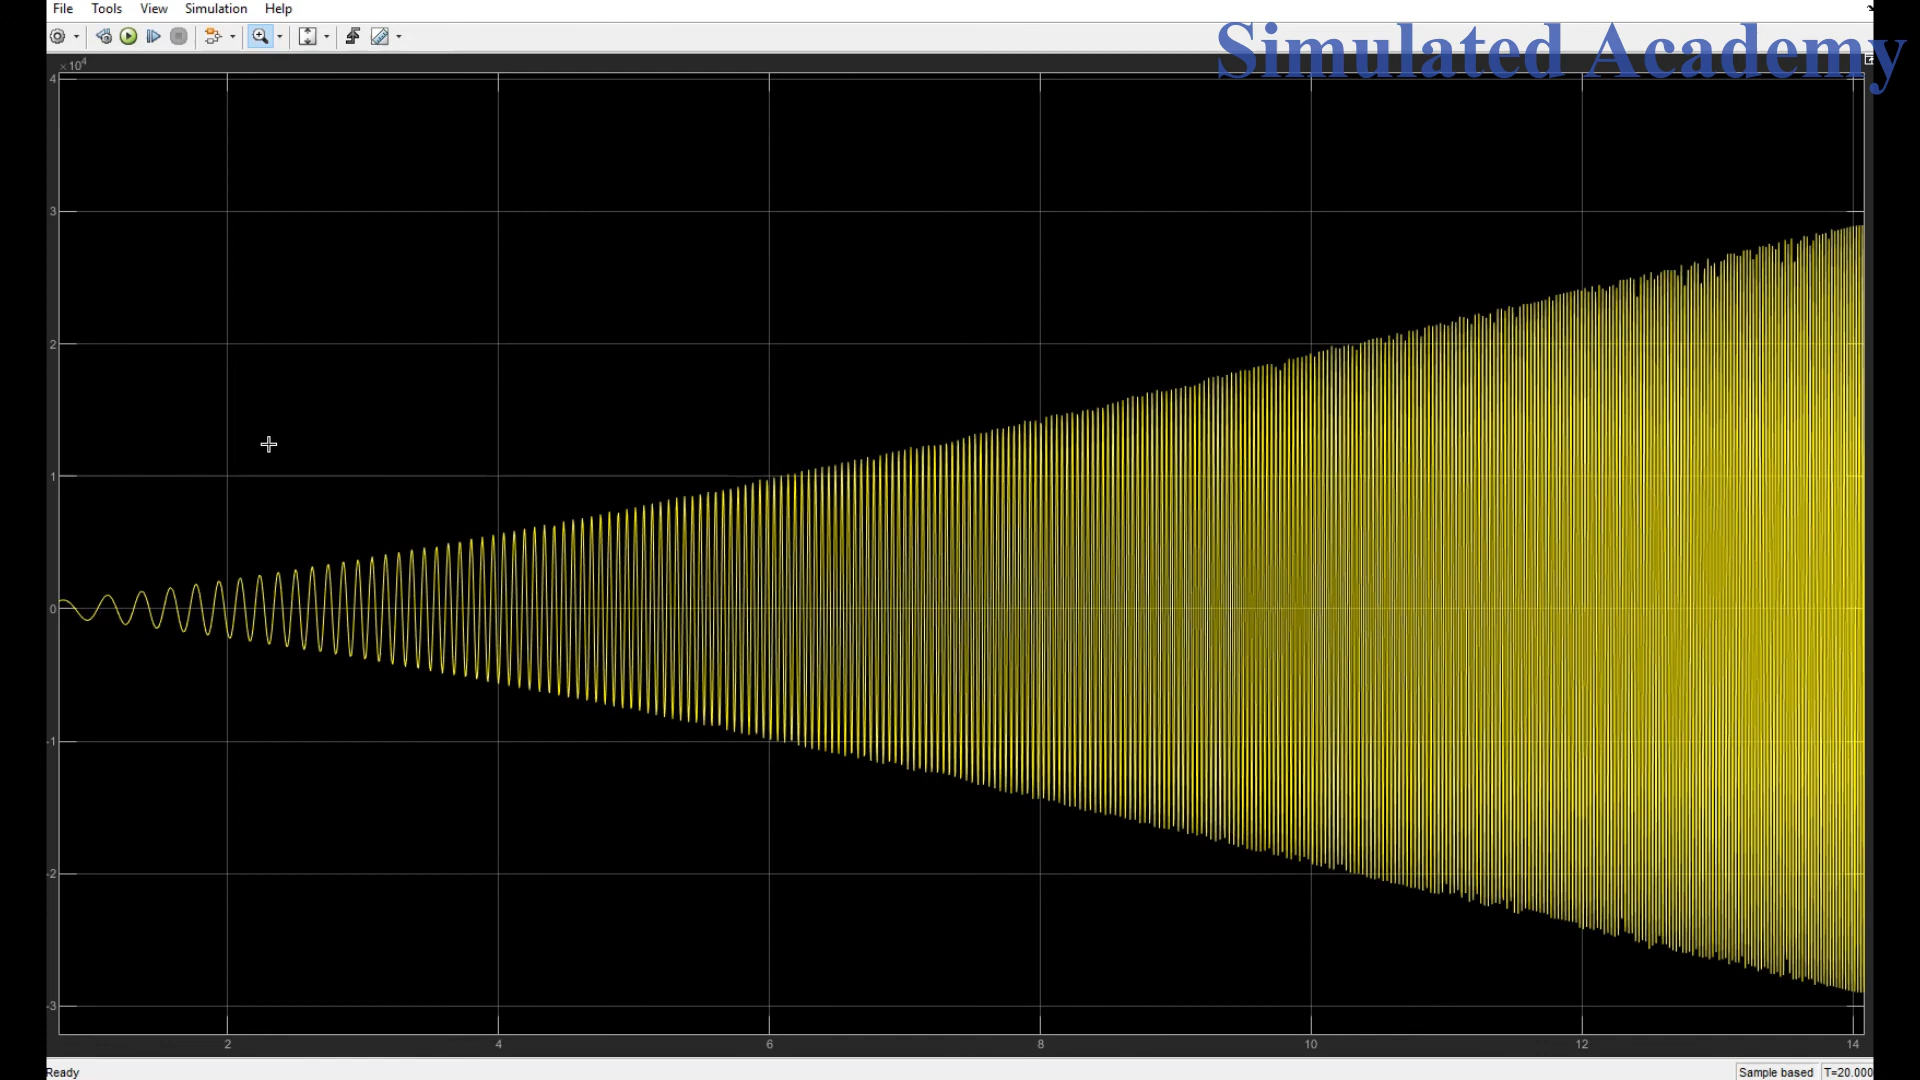 File Tools View Simulation Help
Simulated Academy
×10⁴
4
3
2
1
0
-1
-2
-3
2 4 6 8 10 12 14
Ready Sample based T=20.000